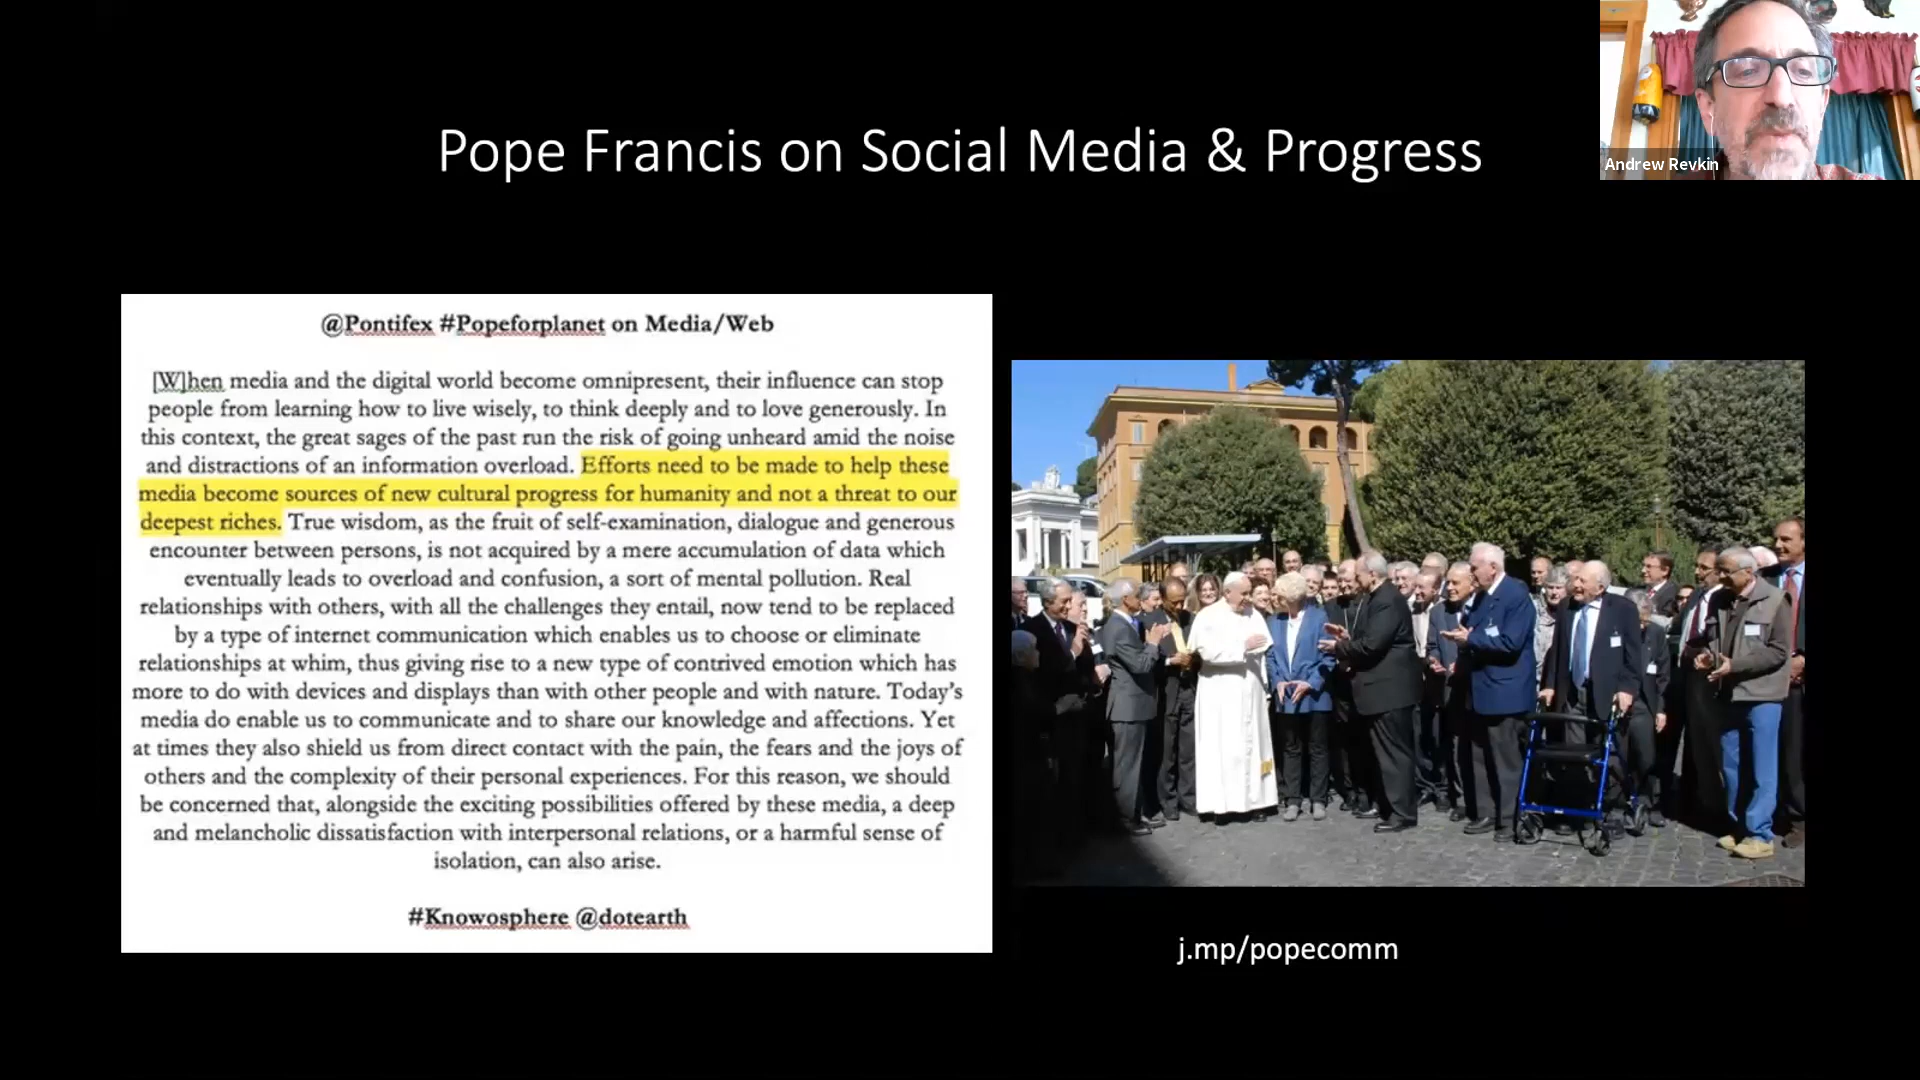 Pope Francis on Social Media & Progress
Andrew Revkin
@Pontifex #Popeforplanet on Media/Web
[W]hen media and the digital world become omnipresent, their influence can stop
people from learning how to live wisely, to think deeply and to love generously. In
this context, the great sages of the past run the risk of going unheard amid the noise
and distractions of an information overload. Efforts need to be made to help these
media become sources of new cultural progress for humanity and not a threat to our
deepest riches. True wisdom, as the fruit of self-examination, dialogue and generous
encounter between persons, is not acquired by a mere accumulation of data which
eventually leads to overload and confusion, a sort of mental pollution. Real
relationships with others, with all the challenges they entail, now tend to be replaced
by a type of internet communication which enables us to choose or eliminate
relationships at whim, thus giving rise to a new type of contrived emotion which has
more to do with devices and displays than with other people and with nature. Today's
media do enable us to communicate and to share our knowledge and affections. Yet
at times they also shield us from direct contact with the pain, the fears and the joys of
others and the complexity of their personal experiences. For this reason, we should
be concerned that, alongside the exciting possibilities offered by these media, a deep
and melancholic dissatisfaction with interpersonal relations, or a harmful sense of
isolation, can also arise.
#Knowosphere @dotearth
j.mp/popecomm